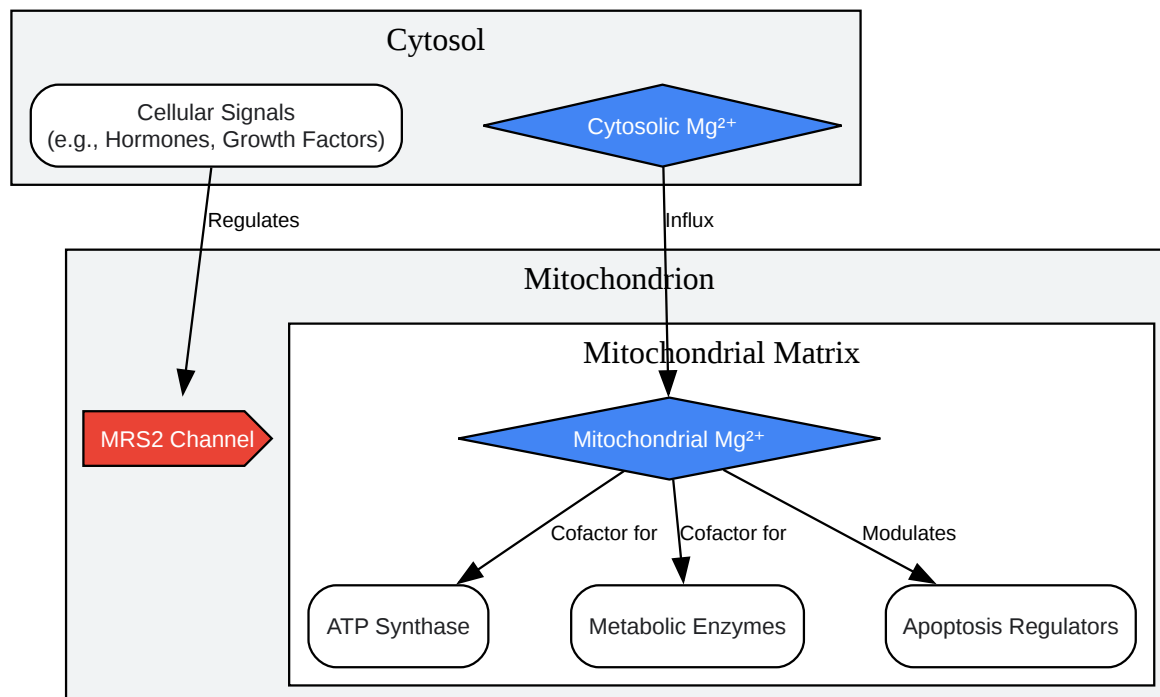 Cytosol
Cellular Signals
(e.g., Hormones, Growth Factors)
Cytosolic Mg²⁺
Regulates
Influx
Mitochondrion
Mitochondrial Matrix
MRS2 Channel
Mitochondrial Mg²⁺
Cofactor for
Cofactor for
Modulates
ATP Synthase
Metabolic Enzymes
Apoptosis Regulators